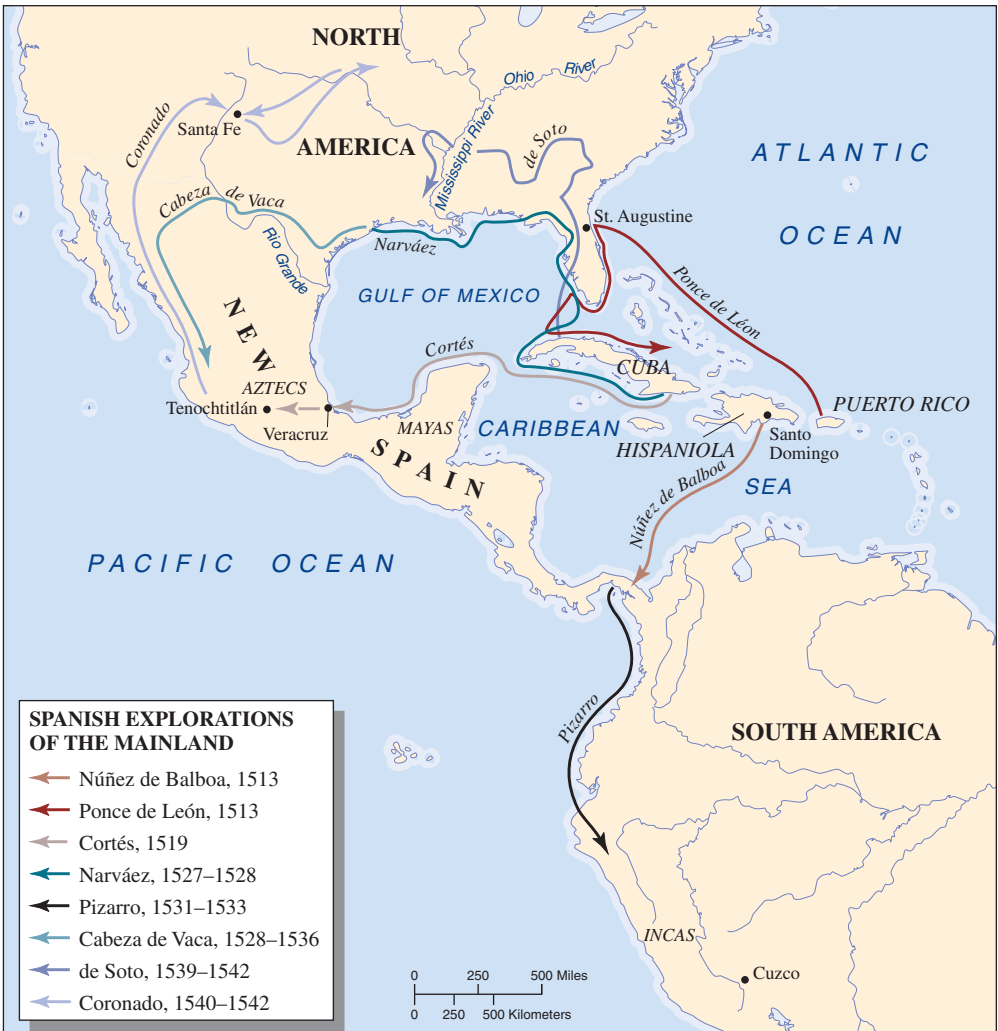 NORTH
AMERICA
Ohio River
Mississippi River
Coronado
Santa Fe
de Soto
ATLANTIC
OCEAN
Cabeza de Vaca
Rio Grande
Narváez
St. Augustine
Ponce de León
GULF OF MEXICO
NEW
SPAIN
Cortés
CUBA
AZTECS
Tenochtitlán
Veracruz
MAYAS
CARIBBEAN
SEA
PUERTO RICO
HISPANIOLA
Santo
Domingo
Núñez de Balboa
PACIFIC OCEAN
Pizarro
SOUTH AMERICA
INCAS
Cuzco
SPANISH EXPLORATIONS
OF THE MAINLAND
Núñez de Balboa, 1513
Ponce de León, 1513
Cortés, 1519
Narváez, 1527–1528
Pizarro, 1531–1533
Cabeza de Vaca, 1528–1536
de Soto, 1539–1542
Coronado, 1540–1542
0 250 500 Miles
0 250 500 Kilometers